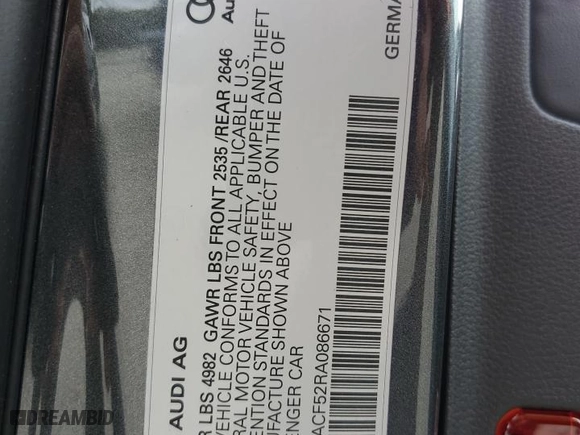 Au
AUDI AG
GERMA
R LBS 4982 GAWR LBS FRONT 2535/REAR 2646
VEHICLE CONFORMS TO ALL APPLICABLE U.S.
ERAL MOTOR VEHICLE SAFETY, BUMPER AND THEFT
ENTION STANDARDS IN EFFECT ON THE DATE OF
UFACTURE SHOWN ABOVE
ENGER CAR
ACF52RA086671
DREAMBID